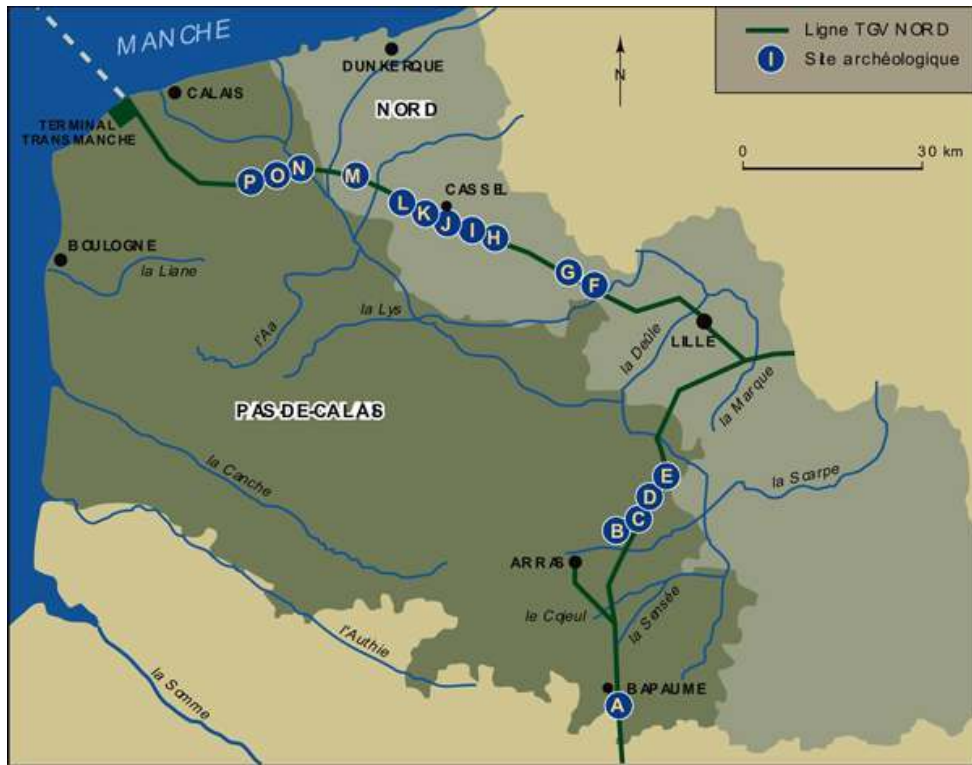 MANCHE
Ligne TGV NORD
I Site archéologique
DUNKERQUE
N
CALAIS
NORD
TERMINAL
TRANSMANCHE
0 30 km
P O N M
CASSEL
L K J I H
BOULOGNE
la Liane
G F
l'Aa
la Lys
la Deûle
LILLE
la Marque
PAS-DE-CALAIS
la Canche
la Scarpe
E
D
C
B
ARRAS
le Cojeul
la Sensée
l'Authie
la Somme
BAPAUME
A